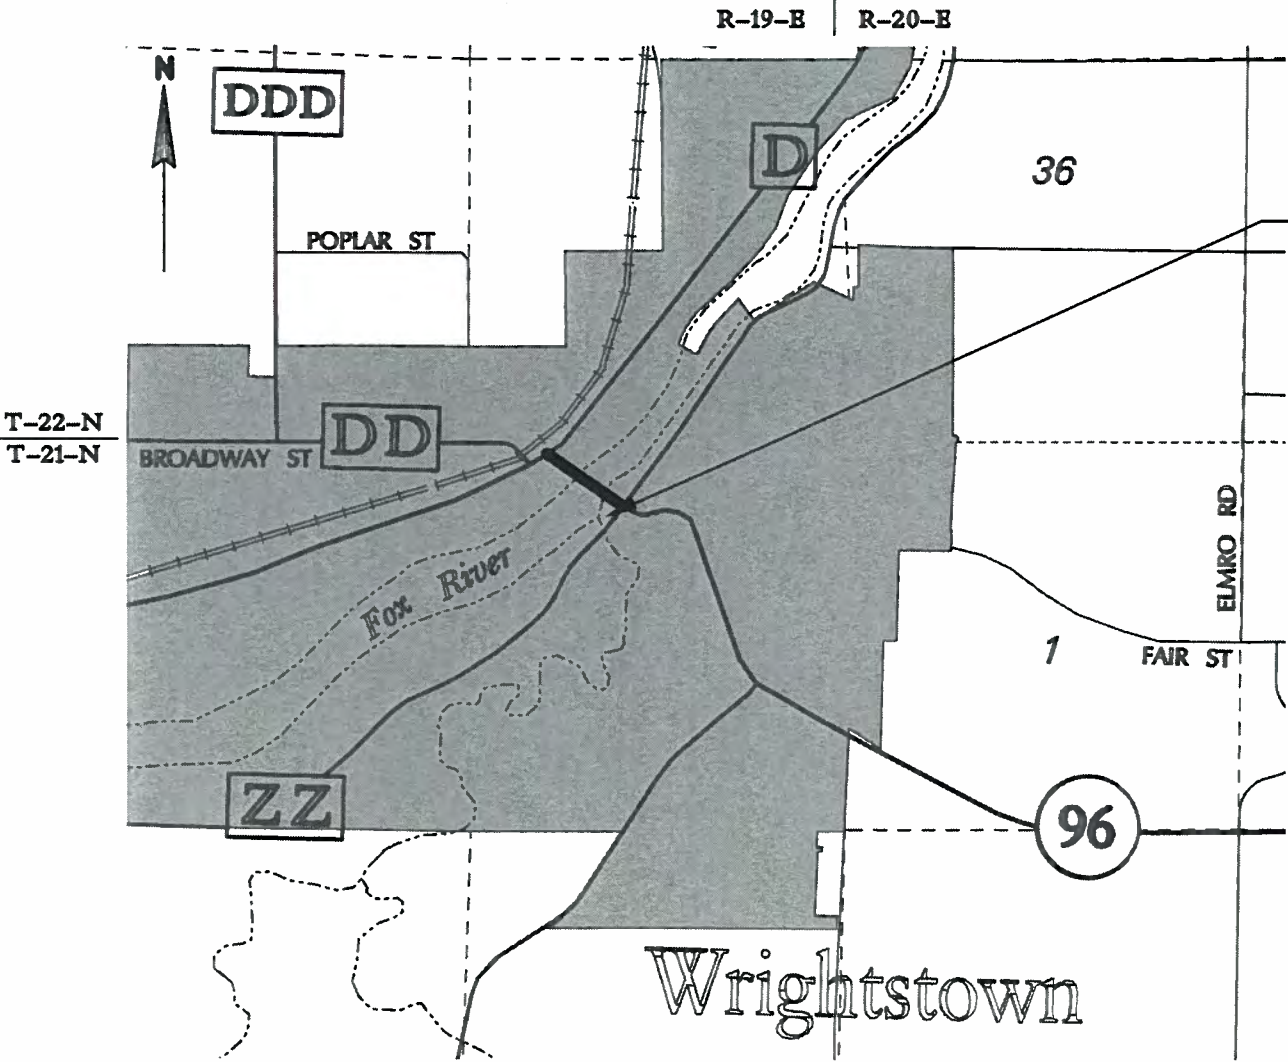 R-19-E R-20-E
N
DDD
D
36
POPLAR ST
T-22-N
T-21-N
BROADWAY ST
DD
ELMRO RD
Fox River
1
FAIR ST
ZZ
96
Wrightstown